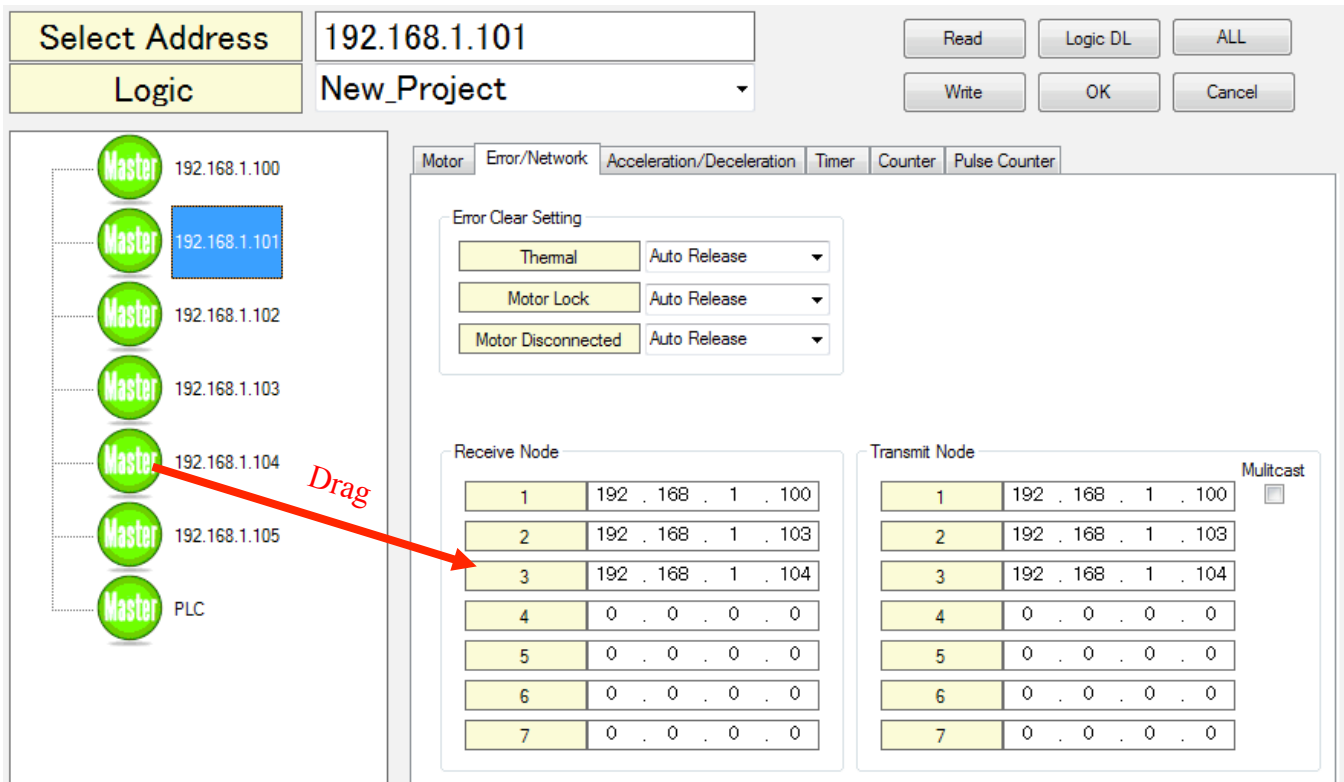 Select Address 192.168.1.101
Read Logic DL ALL
Logic New_Project
Write OK Cancel
Master 192.168.1.100
Master 192.168.1.101
Master 192.168.1.102
Master 192.168.1.103
Master 192.168.1.104
Master 192.168.1.105
Master PLC
Drag
Motor Error/Network Acceleration/Deceleration Timer Counter Pulse Counter
Error Clear Setting
Thermal Auto Release
Motor Lock Auto Release
Motor Disconnected Auto Release
Receive Node
1 192 . 168 . 1 . 100
2 192 . 168 . 1 . 103
3 192 . 168 . 1 . 104
4 0 . 0 . 0 . 0
5 0 . 0 . 0 . 0
6 0 . 0 . 0 . 0
7 0 . 0 . 0 . 0
Transmit Node
Mulitcast
1 192 . 168 . 1 . 100
2 192 . 168 . 1 . 103
3 192 . 168 . 1 . 104
4 0 . 0 . 0 . 0
5 0 . 0 . 0 . 0
6 0 . 0 . 0 . 0
7 0 . 0 . 0 . 0